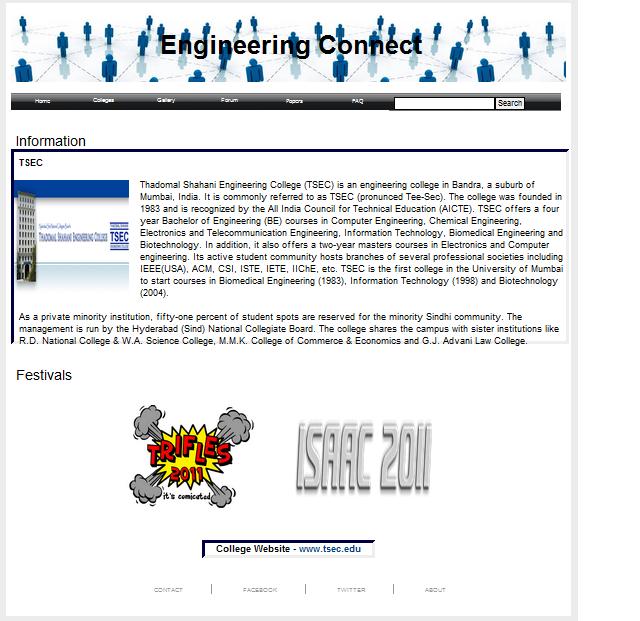 Engineering Connect
Home Colleges Gallery Forum Papers FAQ Search
Information
TSEC
THADOMAL SHAHANI ENGINEERING COLLEGE TSEC
Thadomal Shahani Engineering College (TSEC) is an engineering college in Bandra, a suburb of
Mumbai, India. It is commonly referred to as TSEC (pronunced Tee-Sec). The college was founded in
1983 and is recognized by the All India Council for Technical Education (AICTE). TSEC offers a four
year Bachelor of Engineering (BE) courses in Computer Engineering, Chemical Engineering,
Electronics and Telecommunication Engineering, Information Technology, Biomedical Engineering and
Biotechnology. In addition, it also offers a two-year masters courses in Electronics and Computer
engineering. Its active student community hosts branches of several professional societies including
IEEE(USA), ACM, CSI, ISTE, IETE, IIChE, etc. TSEC is the first college in the University of Mumbai
to start courses in Biomedical Engineering (1983), Information Technology (1998) and Biotechnology
(2004).
As a private minority institution, fifty-one percent of student spots are reserved for the minority Sindhi community. The
management is run by the Hyderabad (Sind) National Collegiate Board. The college shares the campus with sister institutions like
R.D. National College & W.A. Science College, M.M.K. College of Commerce & Economics and G.J. Advani Law College.
Festivals
TRIFLES
2011
it's comicated
ISAAC 2011
College Website - www.tsec.edu
CONTACT FACEBOOK TWITTER ABOUT